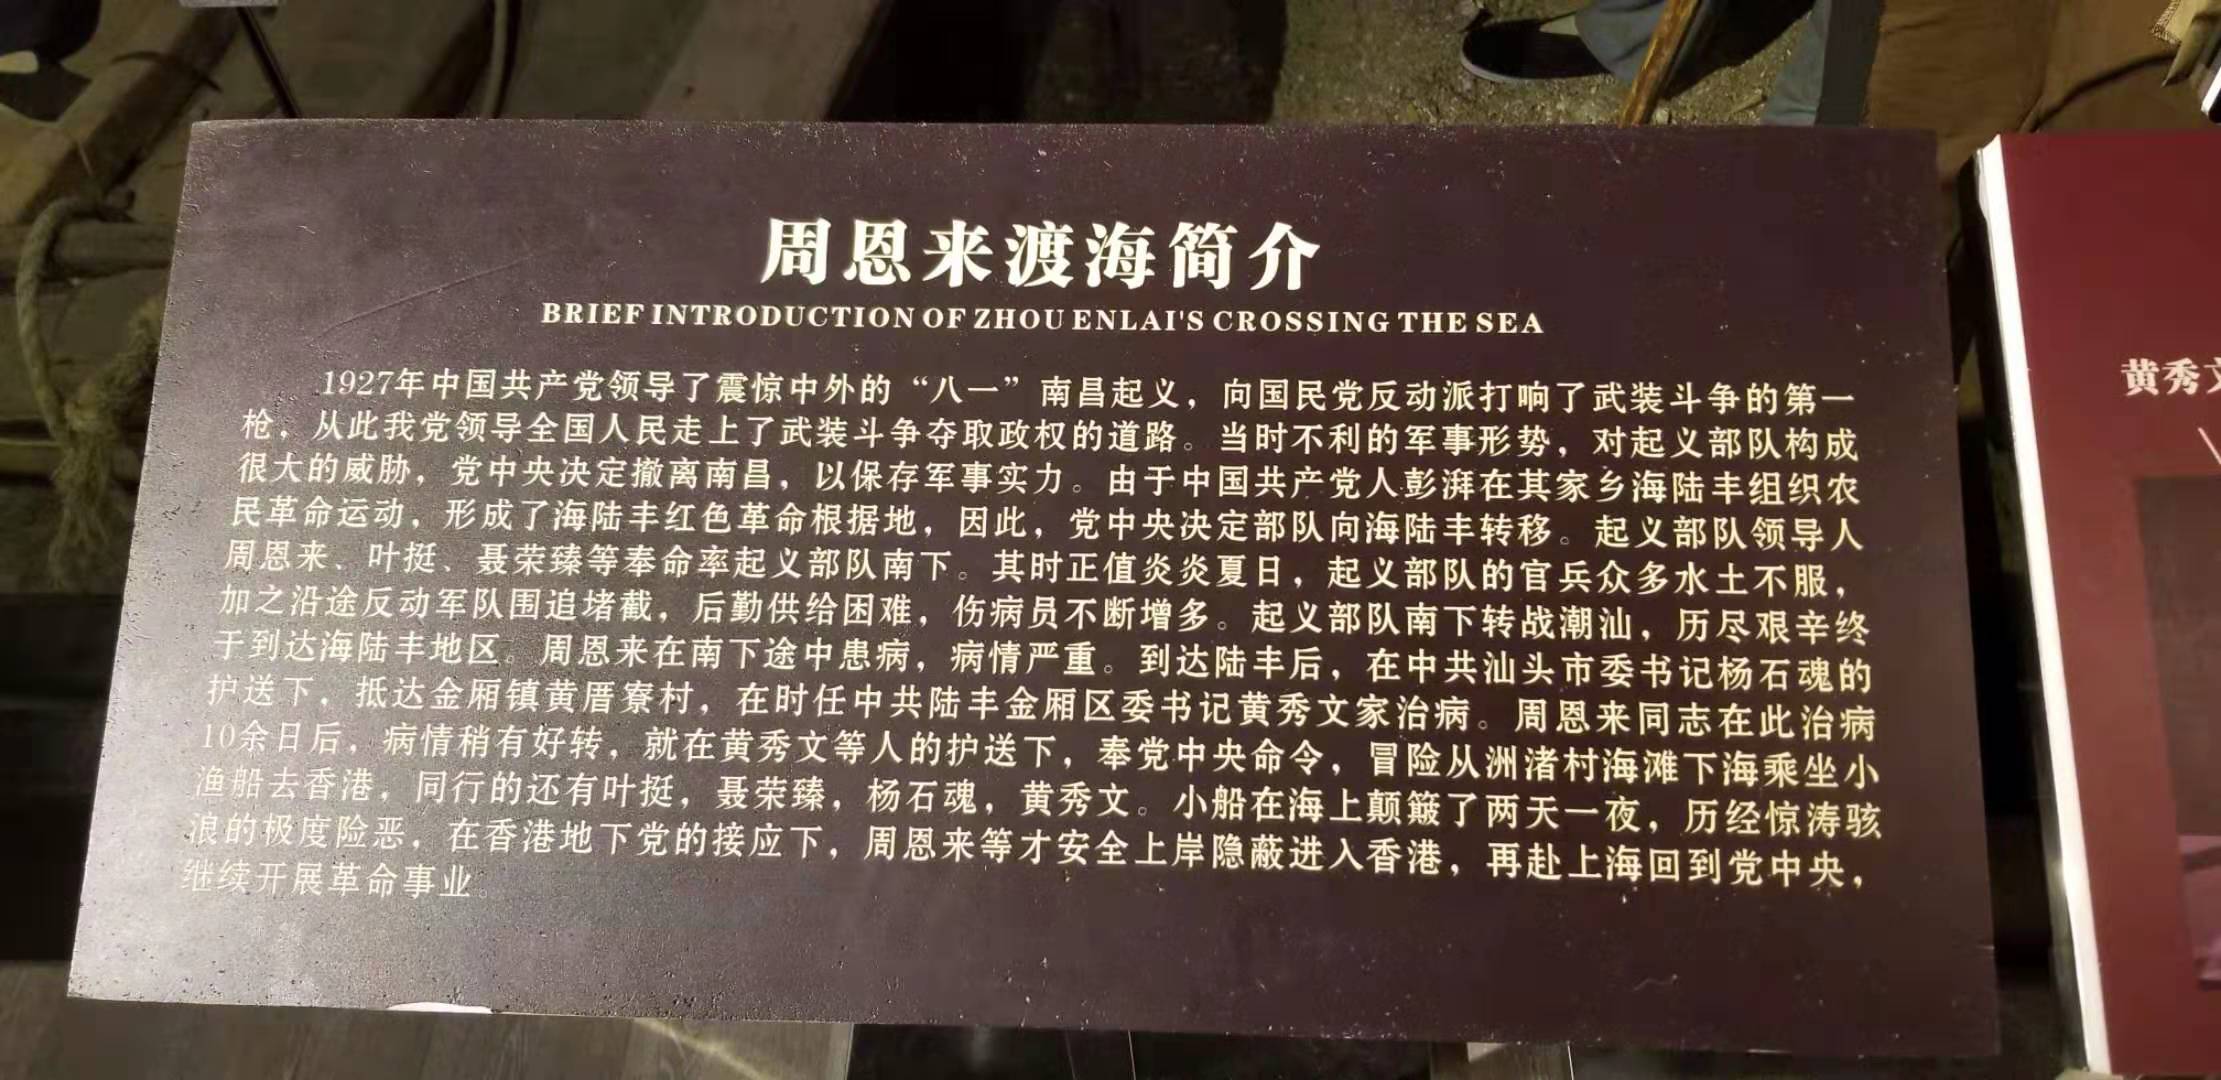 周恩来渡海简介
BRIEF INTRODUCTION OF ZHOU ENLAI'S CROSSING THE SEA
1927年中国共产党领导了震惊中外的“八一”南昌起义，向国民党反动派打响了武装斗争的第一
枪，从此我党领导全国人民走上了武装斗争夺取政权的道路。当时不利的军事形势，对起义部队构成
很大的威胁，党中央决定撤离南昌，以保存军事实力。由于中国共产党人彭湃在其家乡海陆丰组织农
民革命运动，形成了海陆丰红色革命根据地，因此，党中央决定部队向海陆丰转移。起义部队领导人
周恩来、叶挺、聂荣臻等奉命率起义部队南下。其时正值炎炎夏日，起义部队的官兵众多水土不服，
加之沿途反动军队围追堵截，后勤供给困难，伤病员不断增多。起义部队南下转战潮汕，历尽艰辛终
于到达海陆丰地区。周恩来在南下途中患病，病情严重。到达陆丰后，在中共汕头市委书记杨石魂的
护送下，抵达金厢镇黄厝寮村，在时任中共陆丰金厢区委书记黄秀文家治病。周恩来同志在此治病
10余日后，病情稍有好转，就在黄秀文等人的护送下，奉党中央命令，冒险从洲渚村海滩下海乘坐小
渔船去香港，同行的还有叶挺，聂荣臻，杨石魂，黄秀文。小船在海上颠簸了两天一夜，历经惊涛骇
浪的极度险恶，在香港地下党的接应下，周恩来等才安全上岸隐蔽进入香港，再赴上海回到党中央，
继续开展革命事业。
黄秀文